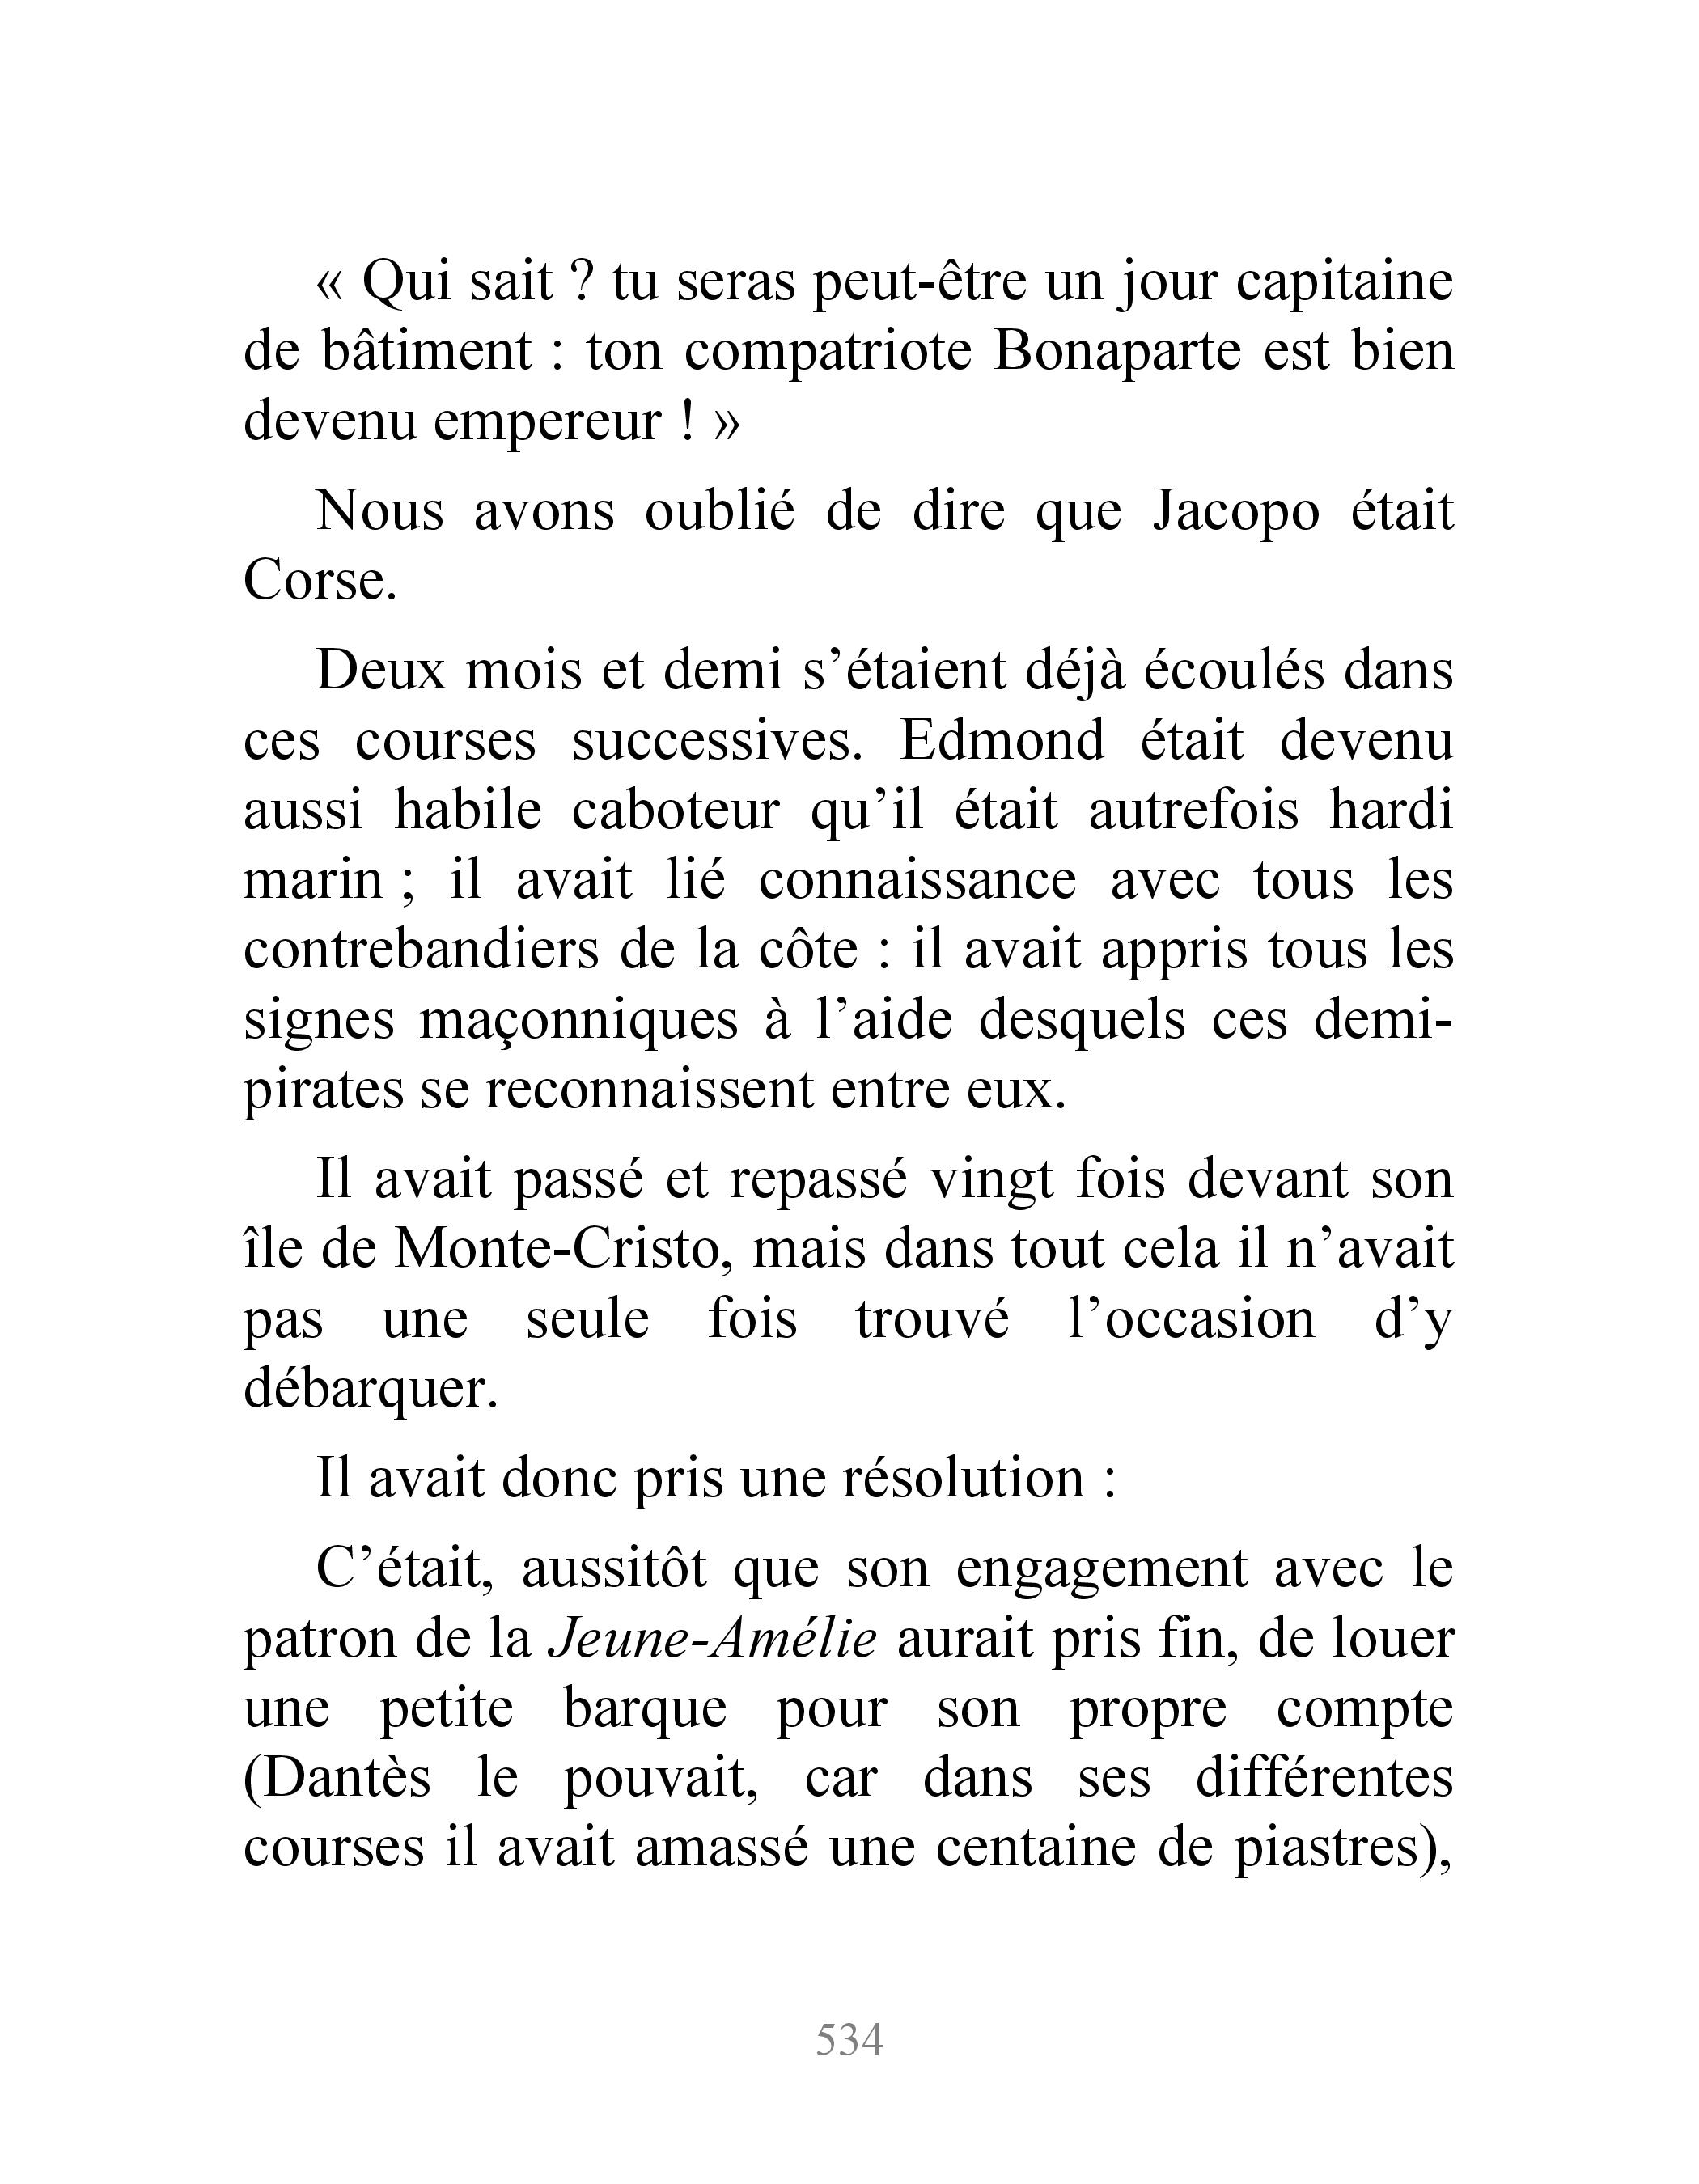 « Qui sait ? tu seras peut-être un jour capitaine
de bâtiment : ton compatriote Bonaparte est bien
devenu empereur ! »
Nous avons oublié de dire que Jacopo était
Corse.
Deux mois et demi s’étaient déjà écoulés dans
ces courses successives. Edmond était devenu
aussi habile caboteur qu’il était autrefois hardi
marin ; il avait lié connaissance avec tous les
contrebandiers de la côte : il avait appris tous les
signes maçonniques à l’aide desquels ces demi-
pirates se reconnaissent entre eux.
Il avait passé et repassé vingt fois devant son
île de Monte-Cristo, mais dans tout cela il n’avait
pas une seule fois trouvé l’occasion d’y
débarquer.
Il avait donc pris une résolution :
C’était, aussitôt que son engagement avec le
patron de la Jeune-Amélie aurait pris fin, de louer
une petite barque pour son propre compte
(Dantès le pouvait, car dans ses différentes
courses il avait amassé une centaine de piastres),
534